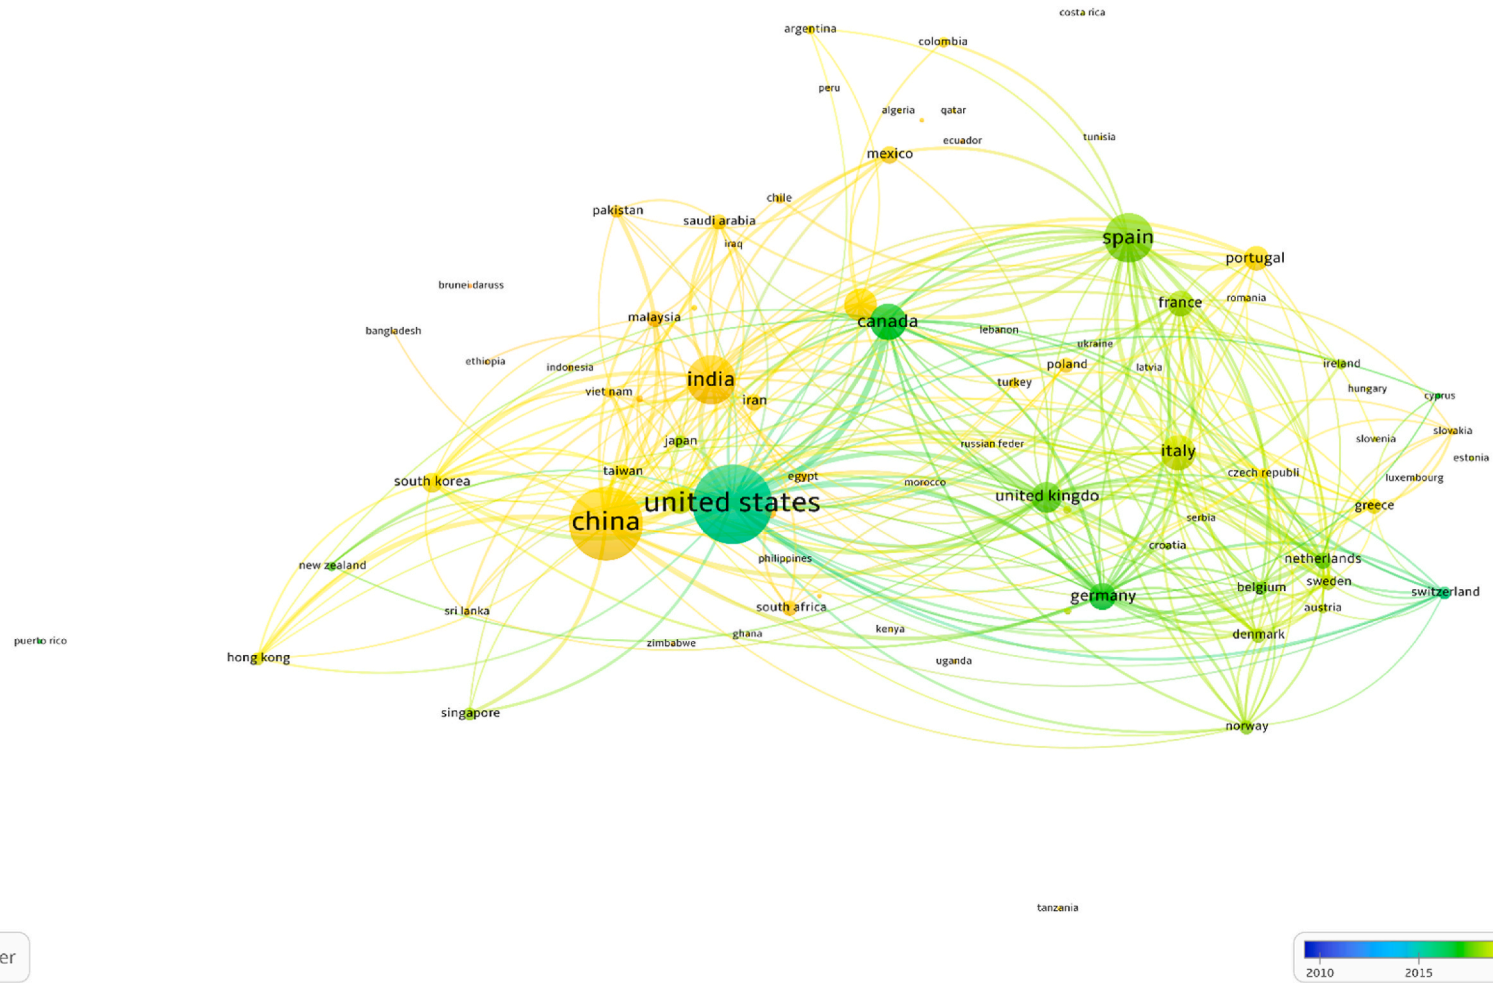 costa rica
argentina
colombia
peru
algeria
qatar
tunisia
ecuador
mexico
chile
pakistan
saudi arabia
iraq
spain
portugal
brunei daruss
romania
france
malaysia
canada
bangladesh
lebanon
ukraine
ethiopia
indonesia
poland
latvia
ireland
india
turkey
hungary
viet nam
iran
cyprus
japan
russian feder
slovenia
slovakia
italy
estonia
taiwan
czech republi
south korea
egypt
morocco
luxembourg
united states
united kingdo
greece
china
serbia
croatia
philippines
netherlands
new zealand
sweden
belgium
germany
switzerland
sri lanka
south africa
austria
kenya
ghana
denmark
puerto rico
zimbabwe
hong kong
uganda
singapore
norway
tanzania
er
2010
2015